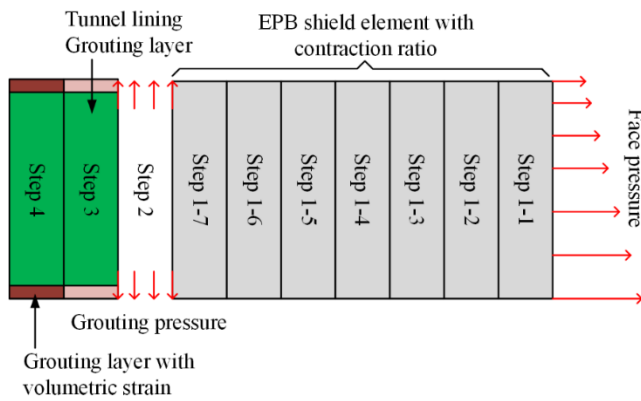 Tunnel lining
Grouting layer
EPB shield element with
contraction ratio
Step 4
Step 3
Step 2
Step 1-7
Step 1-6
Step 1-5
Step 1-4
Step 1-3
Step 1-2
Step 1-1
Face pressure
Grouting pressure
Grouting layer with
volumetric strain